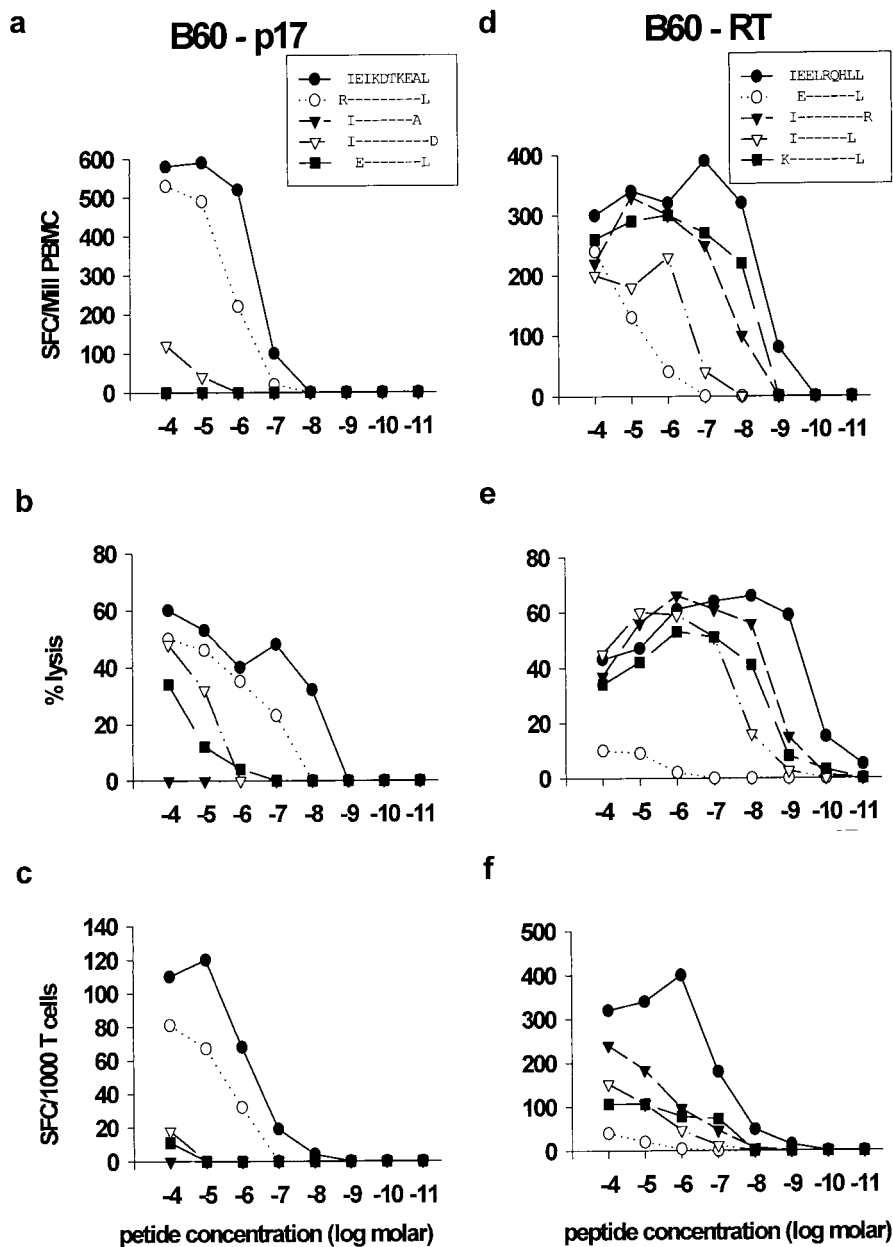 a
B60 - p17
IEIKDTKEAL
R--------L
I-------A
I---------D
E-------L
SFC/Mill PBMC
600
500
400
300
200
100
0
-4 -5 -6 -7 -8 -9 -10 -11
b
% lysis
80
60
40
20
0
-4 -5 -6 -7 -8 -9 -10 -11
c
SFC/1000 T cells
140
120
100
80
60
40
20
0
-4 -5 -6 -7 -8 -9 -10 -11
petide concentration (log molar)
d
B60 - RT
IEELRQHLL
E------L
I--------R
I------L
K--------L
400
300
200
100
0
-4 -5 -6 -7 -8 -9 -10 -11
e
80
60
40
20
0
-4 -5 -6 -7 -8 -9 -10 -11
f
500
400
300
200
100
0
-4 -5 -6 -7 -8 -9 -10 -11
peptide concentration (log molar)